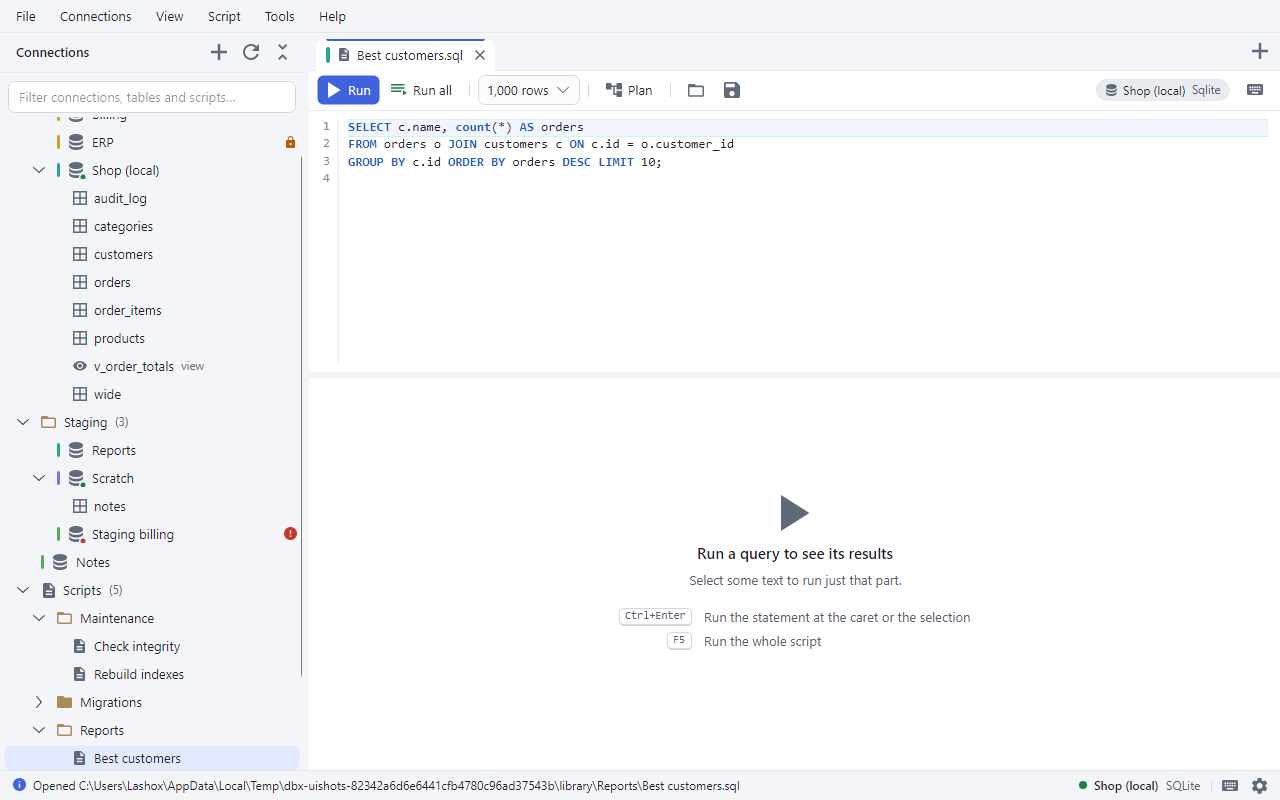 File Connections View Script Tools Help
Connections
Best customers.sql
Filter connections, tables and scripts...
Run Run all 1,000 rows Plan Shop (local) Sqlite
Billing
ERP
Shop (local)
audit_log
categories
customers
orders
order_items
products
v_order_totals view
wide
Staging (3)
Reports
Scratch
notes
Staging billing
Notes
Scripts (5)
Maintenance
Check integrity
Rebuild indexes
Migrations
Reports
Best customers
1 SELECT c.name, count(*) AS orders
2 FROM orders o JOIN customers c ON c.id = o.customer_id
3 GROUP BY c.id ORDER BY orders DESC LIMIT 10;
4
Run a query to see its results
Select some text to run just that part.
Ctrl+Enter Run the statement at the caret or the selection
F5 Run the whole script
Opened C:\Users\Lashox\AppData\Local\Temp\dbx-uishots-82342a6d6e6441cfb4780c96ad37543b\library\Reports\Best customers.sql
Shop (local) SQLite